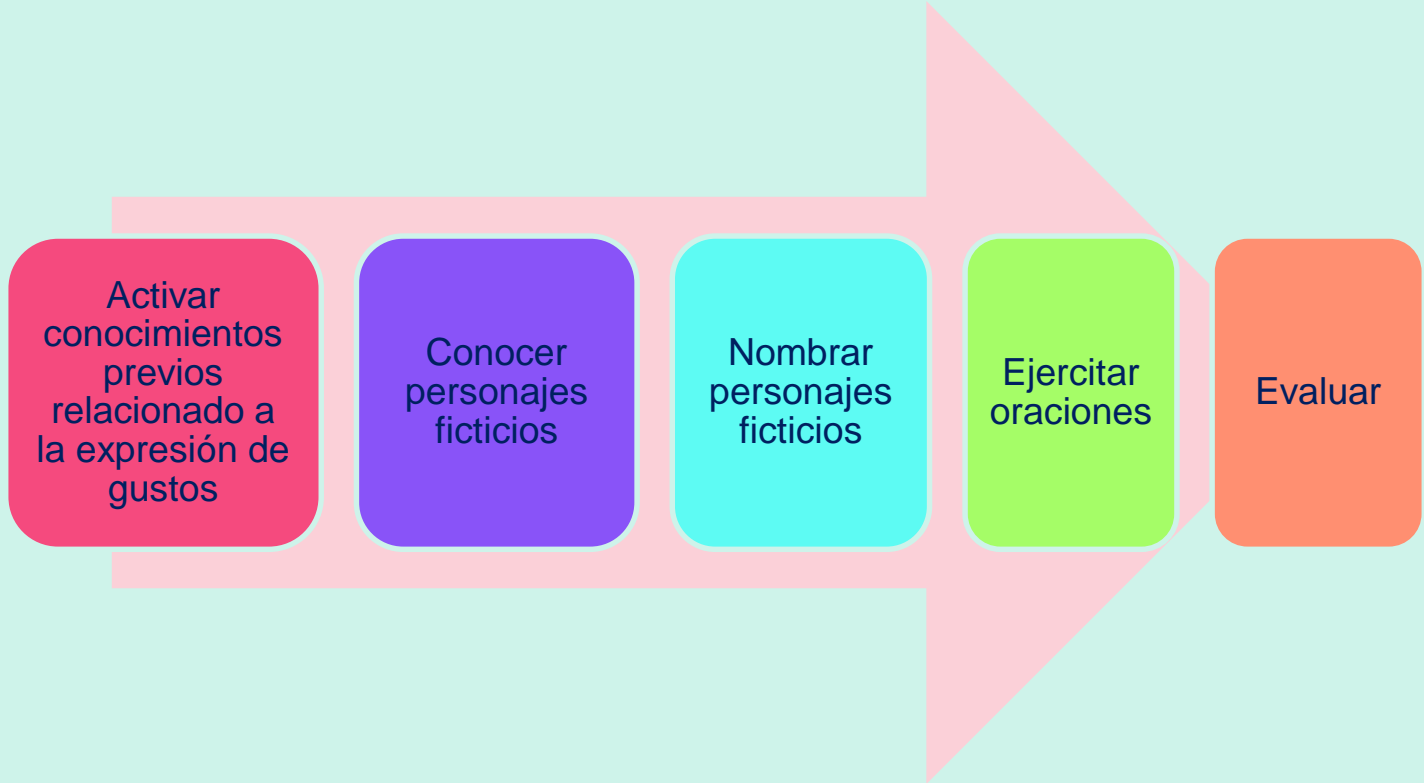 Activar
conocimientos
previos
relacionado a
la expresión de
gustos
Conocer
personajes
ficticios
Nombrar
personajes
ficticios
Ejercitar
oraciones
Evaluar